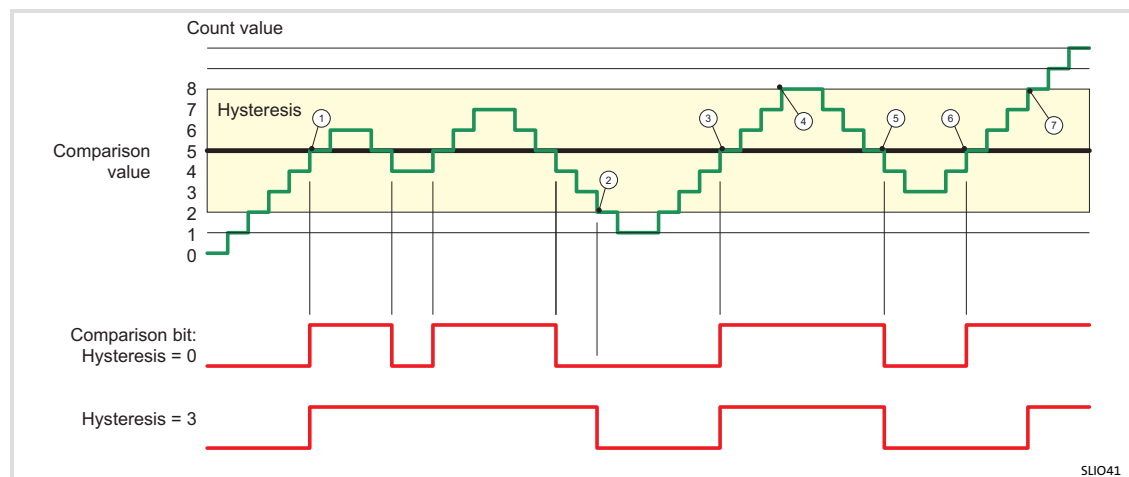 Count value
8
Hysteresis
7
6
Comparison
value
5
4
3
2
1
0
1
2
3
4
5
6
7
Comparison bit:
Hysteresis = 0
Hysteresis = 3
SLIO41